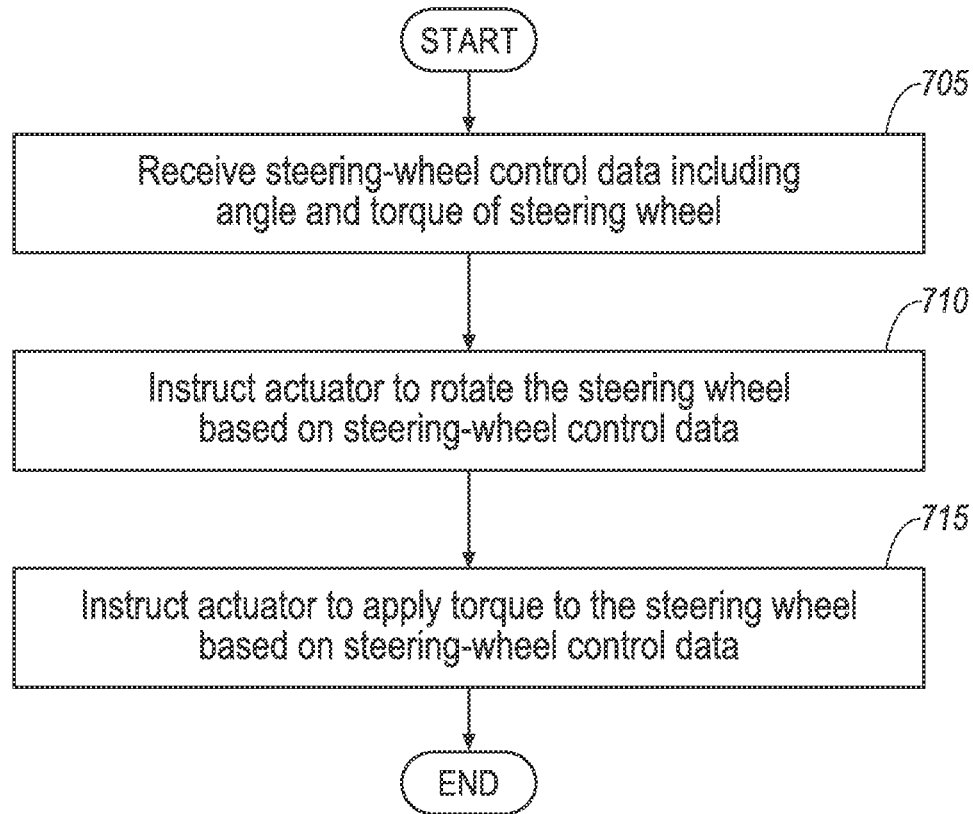 START
705
Receive steering-wheel control data including
angle and torque of steering wheel
710
Instruct actuator to rotate the steering wheel
based on steering-wheel control data
715
Instruct actuator to apply torque to the steering wheel
based on steering-wheel control data
END